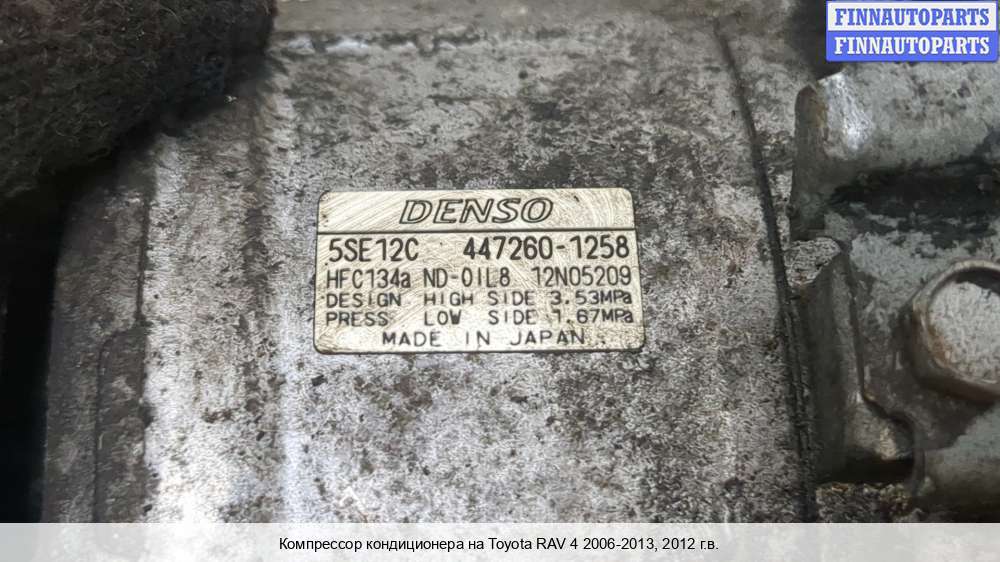 FINNAUTOPARTS
FINNAUTOPARTS
DENSO
5SE12C 447260-1258
HFC134a ND-OIL8 12N05209
DESIGN HIGH SIDE 3.53MPa
PRESS. LOW SIDE 1.67MPa
MADE IN JAPAN
Компрессор кондиционера на Toyota RAV 4 2006-2013, 2012 г.в.